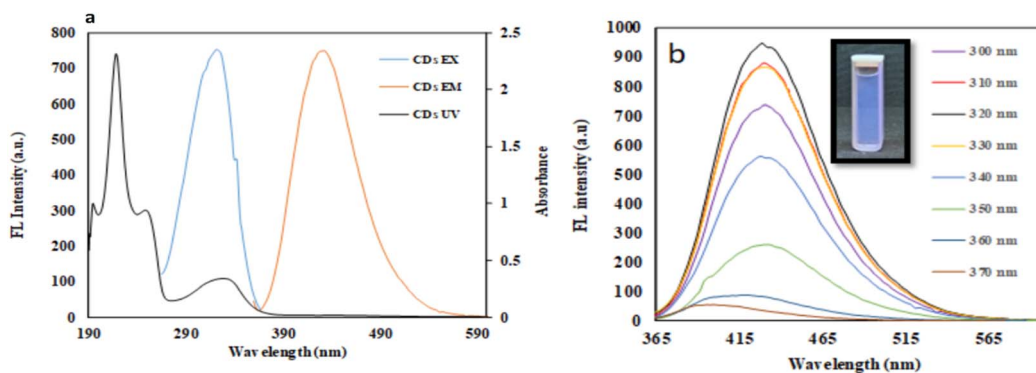 a
800
700
600
500
400
300
200
100
0
FL Intensity (a.u.)
190
290
390
490
590
Wavelength (nm)
2.5
2
1.5
1
0.5
0
Absorbance
CDs EX
CDs EM
CDs UV
b
1000
900
800
700
600
500
400
300
200
100
0
FL intensity (a.u)
365
415
465
515
565
Wavelength (nm)
300 nm
310 nm
320 nm
330 nm
340 nm
350 nm
360 nm
370 nm